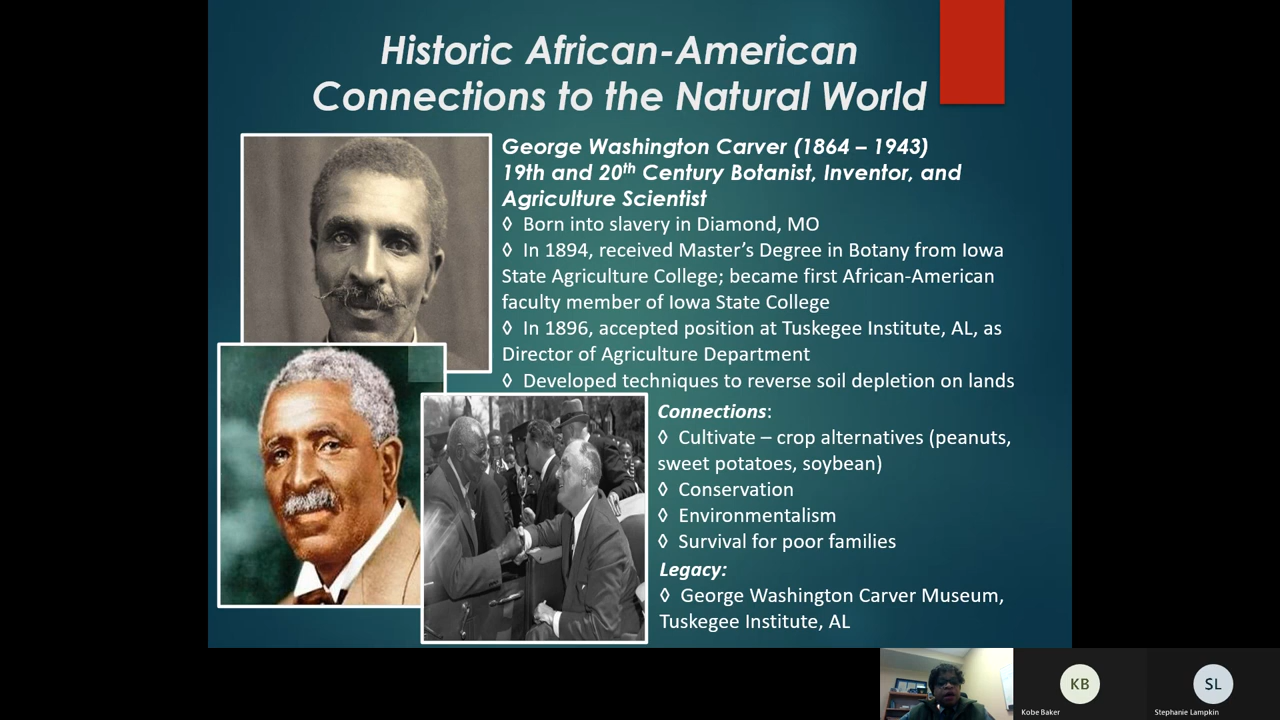 Historic African-American
Connections to the Natural World
George Washington Carver (1864 – 1943)
19th and 20th Century Botanist, Inventor, and
Agriculture Scientist
◊ Born into slavery in Diamond, MO
◊ In 1894, received Master's Degree in Botany from Iowa
State Agriculture College; became first African-American
faculty member of Iowa State College
◊ In 1896, accepted position at Tuskegee Institute, AL, as
Director of Agriculture Department
◊ Developed techniques to reverse soil depletion on lands
Connections:
◊ Cultivate – crop alternatives (peanuts,
sweet potatoes, soybean)
◊ Conservation
◊ Environmentalism
◊ Survival for poor families
Legacy:
◊ George Washington Carver Museum,
Tuskegee Institute, AL
KB
Kobe Baker
SL
Stephanie Lampkin